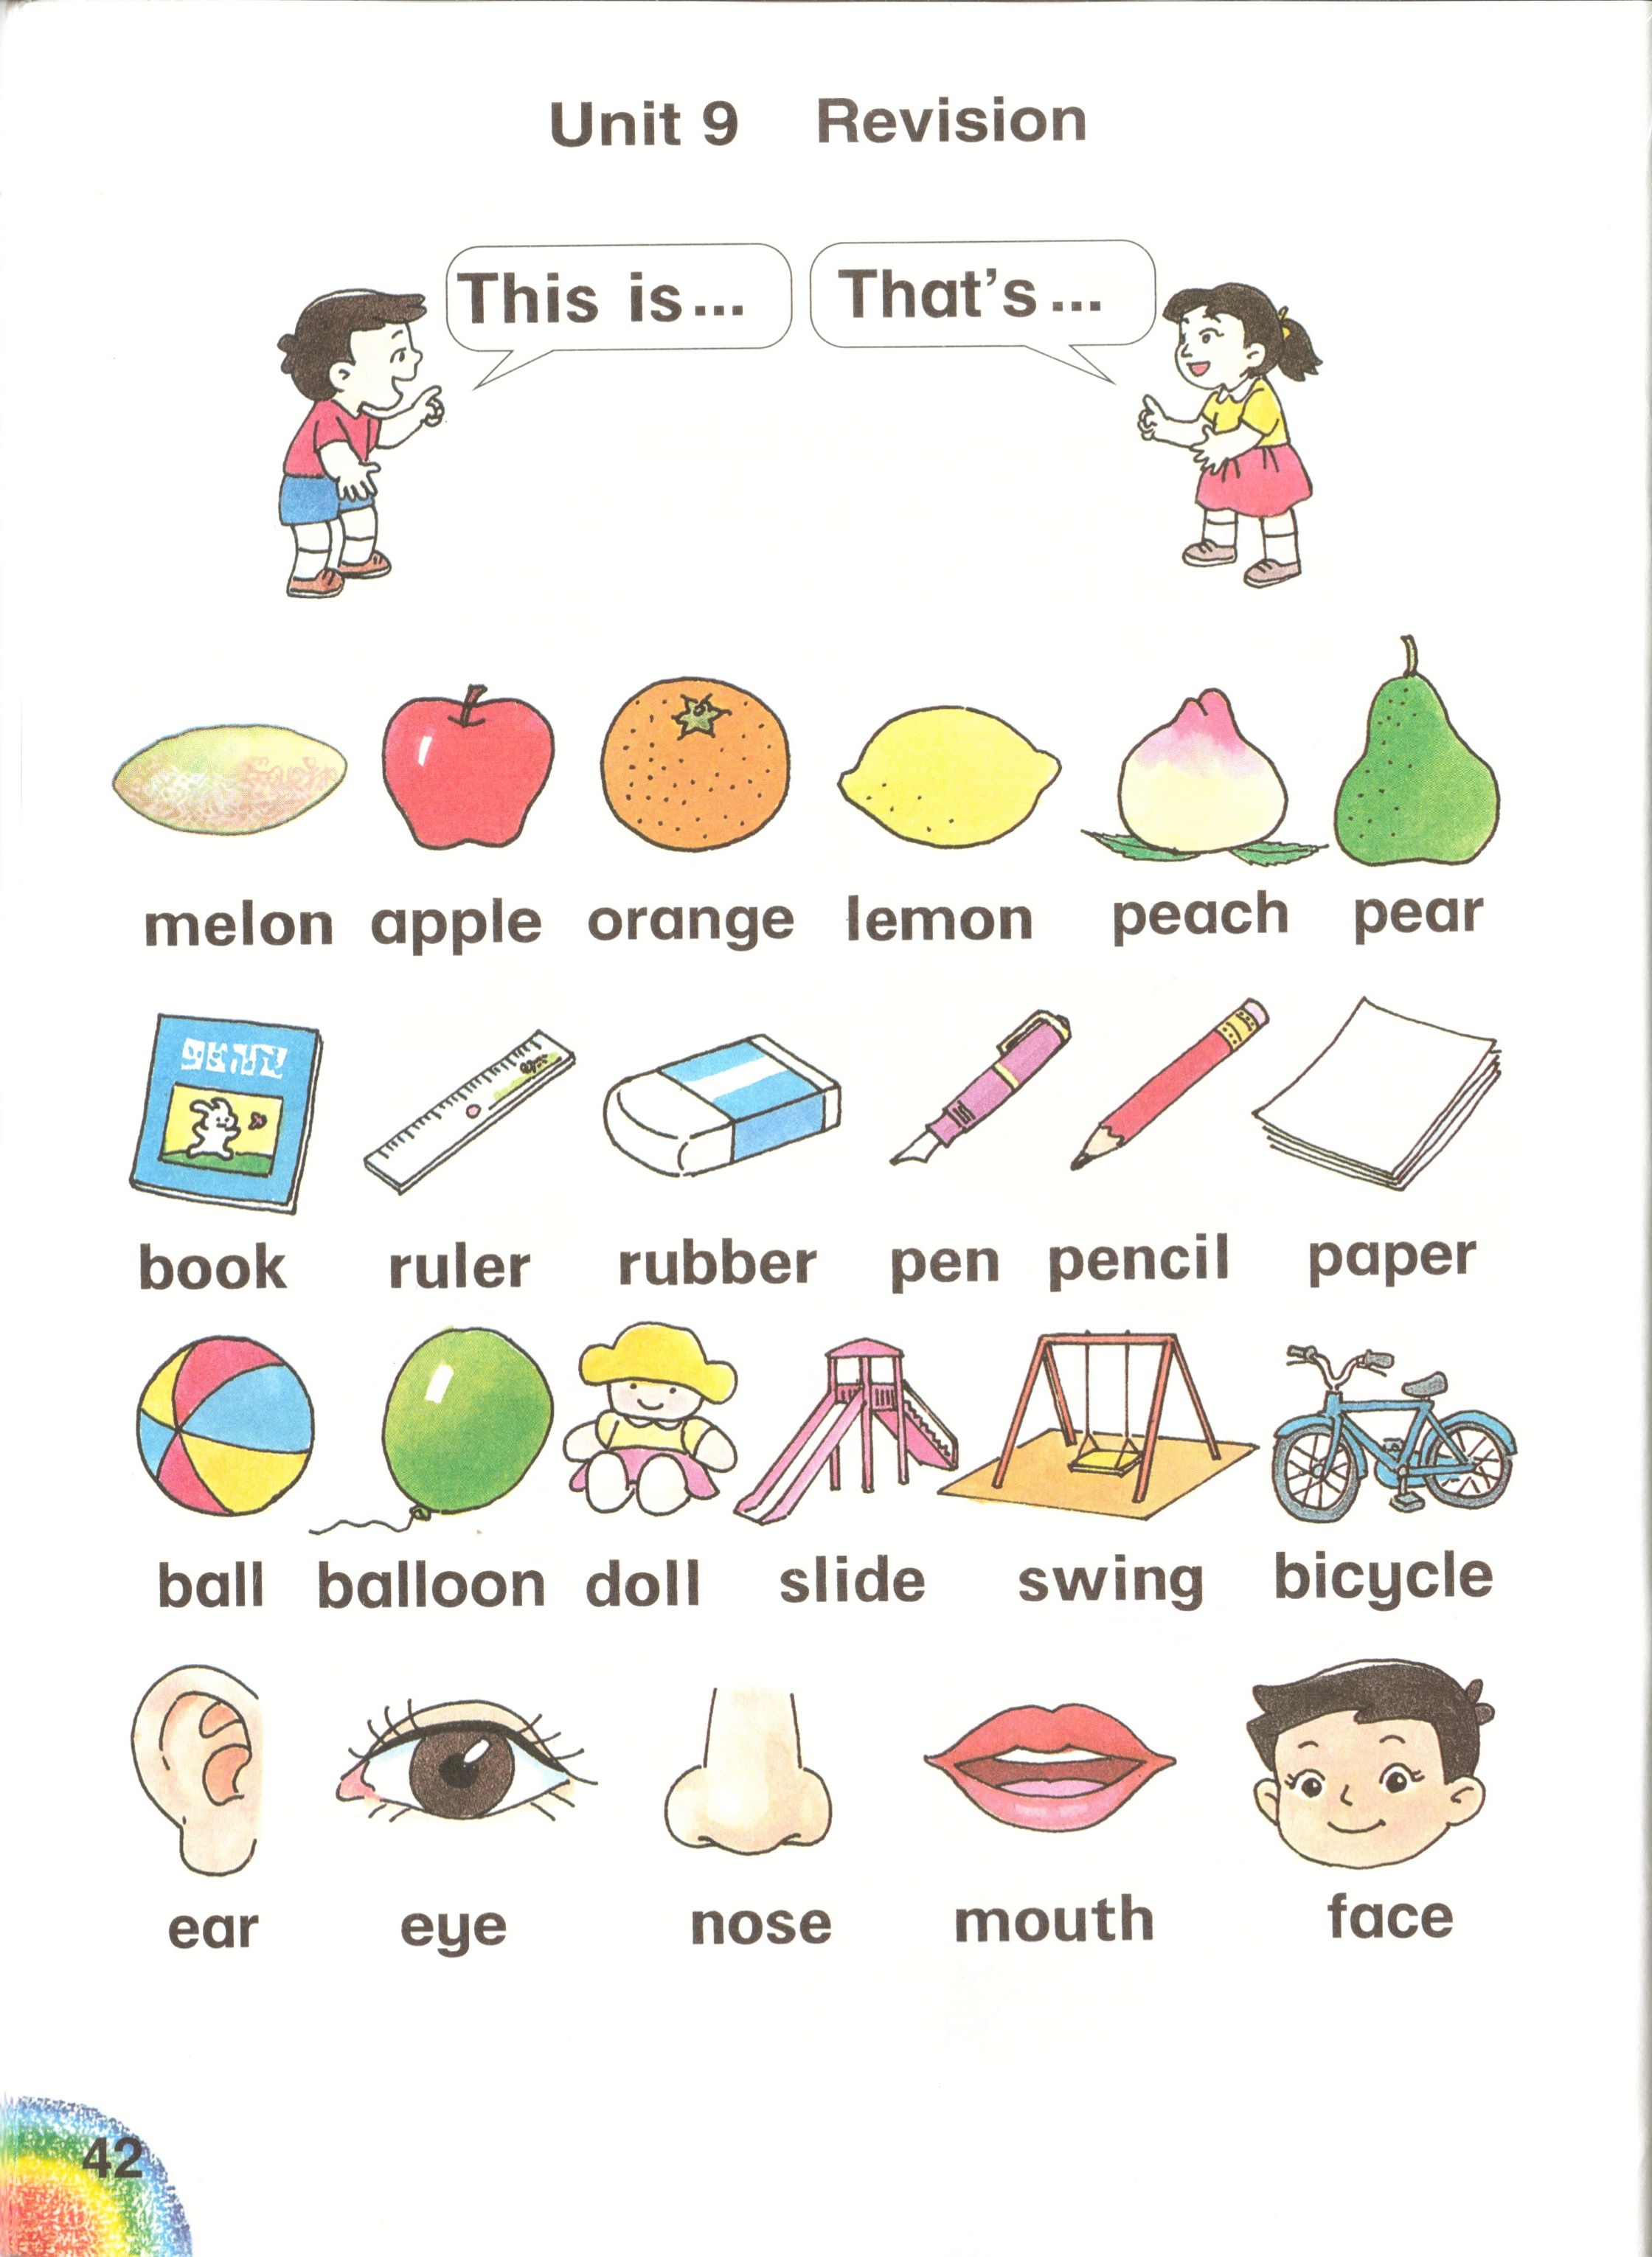 Unit 9 Revision
This is... That's...
melon apple orange lemon peach pear
book ruler rubber pen pencil paper
ball balloon doll slide swing bicycle
ear eye nose mouth face
42